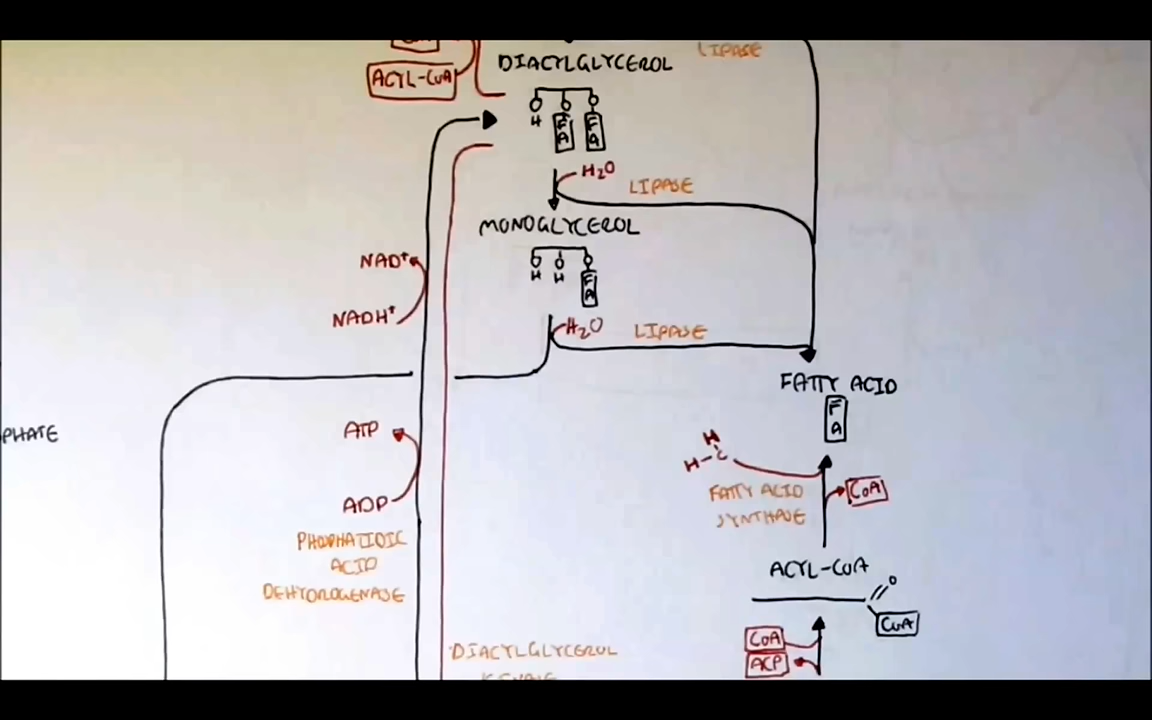 LIPASE
DIACYLGLYCEROL
ACYL-CoA
O O O
H FA FA
H2O
LIPASE
MONOGLYCEROL
O O O
H H FA
NAD+
NADH+
H2O
LIPASE
FATTY ACID
FA
PHATE
ATP
ADP
H
H-C
FATTY ACID
SYNTHASE
CoA
PHOSPHATIDIC
ACID
DEHYDROGENASE
ACYL-CoA
O
CoA
CoA
ACP
DIACYLGLYCEROL